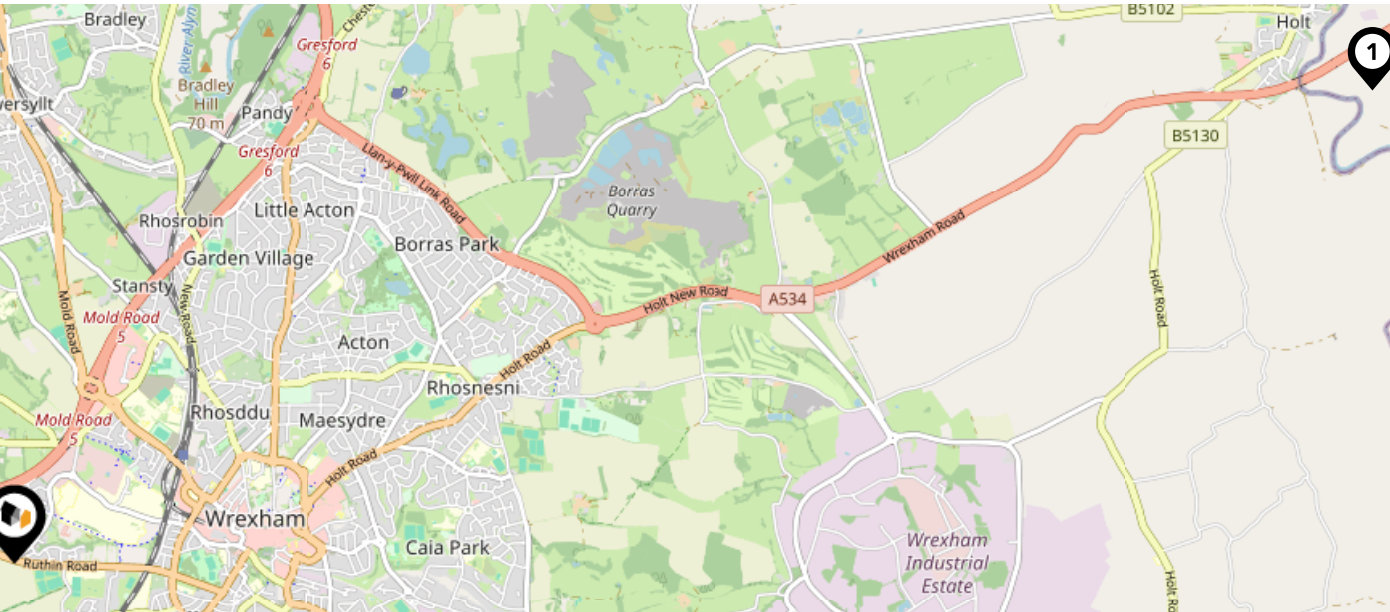 Bradley
River Alyn
Bradley
Hill
70 m
Gresford
6
B5102
Holt
1
Pandy
Gresford
6
Llan-y-Pwll Link Road
B5130
Borras
Quarry
Rhosrobin
Little Acton
Borras Park
Garden Village
Wrexham Road
Stansty
New Road
Mold Road
Mold Road
5
Holt New Road
A534
Holt Road
Acton
Holt Road
Rhosnesni
Mold Road
5
Rhosddu
Maesydre
Holt Road
Wrexham
Caia Park
Wrexham
Industrial
Estate
Ruthin Road